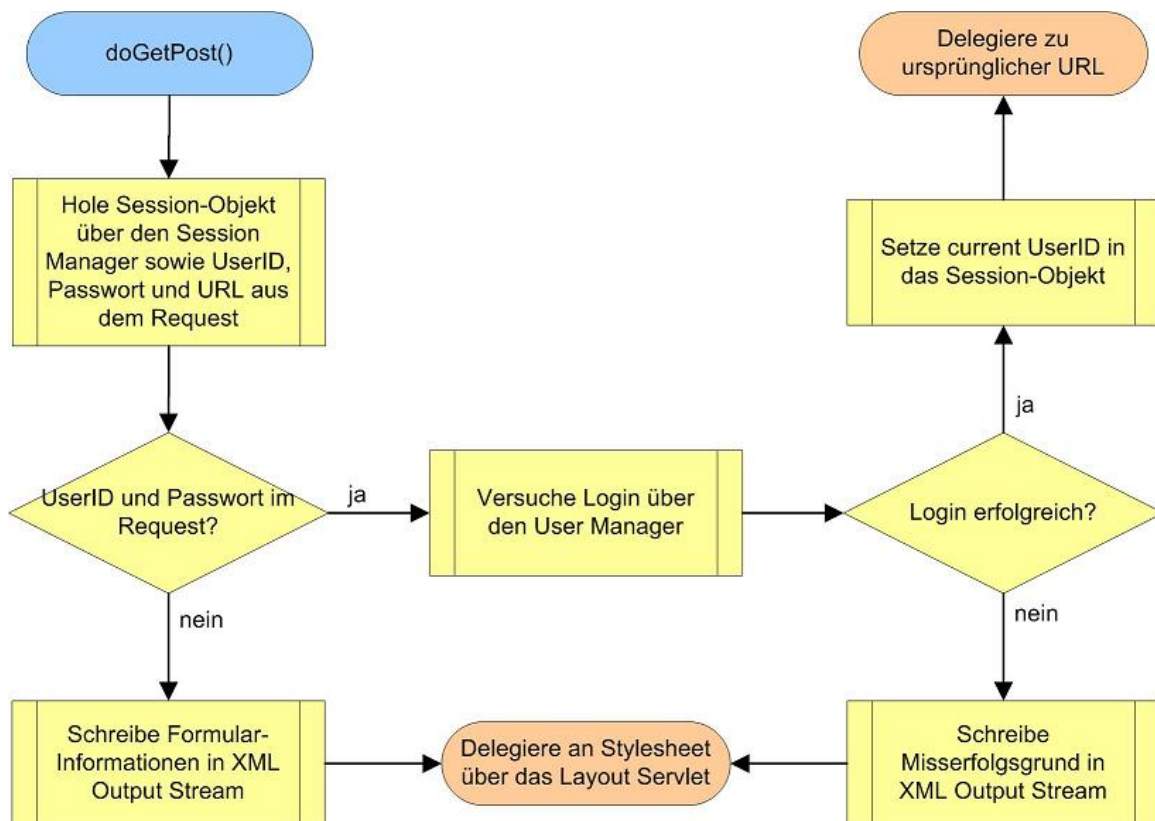 doGetPost()
Delegiere zu
ursprünglicher URL
Hole Session-Objekt
über den Session
Manager sowie UserID,
Passwort und URL aus
dem Request
Setze current UserID in
das Session-Objekt
ja
UserID und Passwort im
Request?
ja
Versuche Login über
den User Manager
Login erfolgreich?
nein
nein
Schreibe Formular-
Informationen in XML
Output Stream
Delegiere an Stylesheet
über das Layout Servlet
Schreibe
Misserfolgsgrund in
XML Output Stream